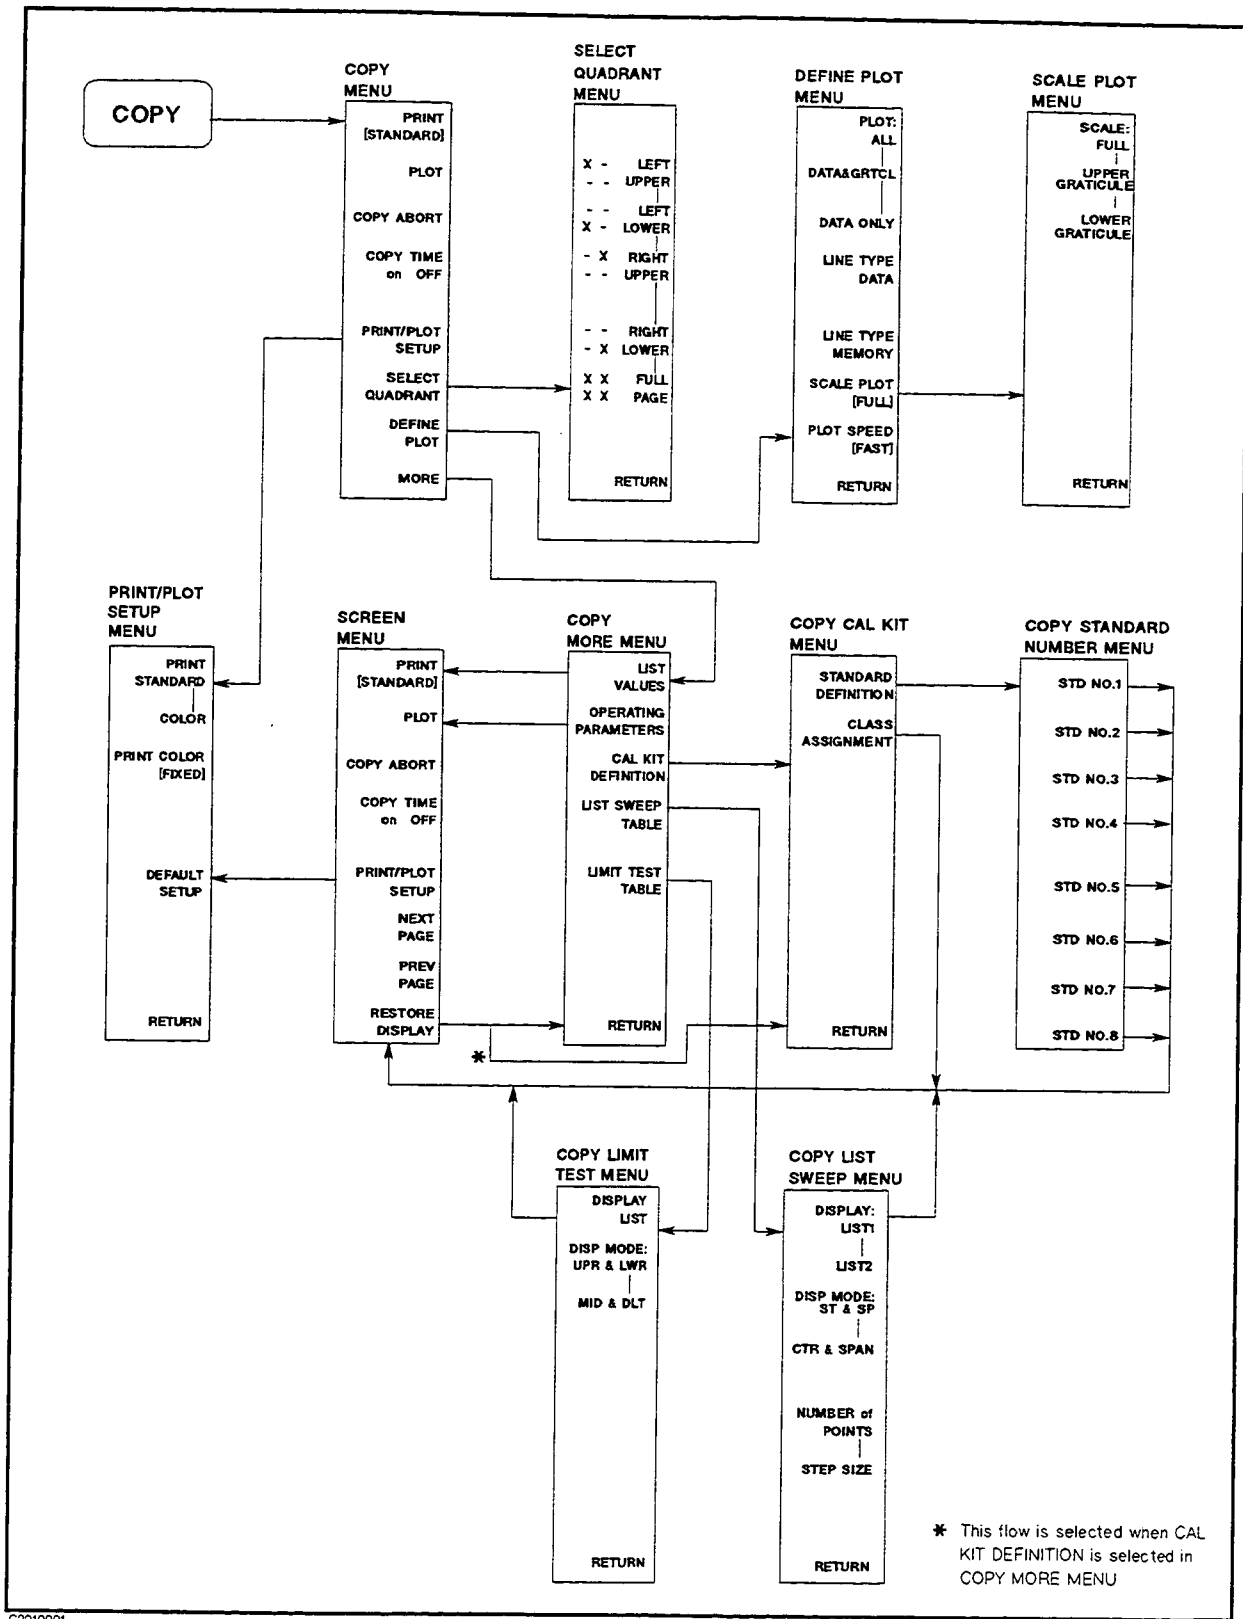 COPY
COPY
MENU
PRINT
[STANDARD]
PLOT
COPY ABORT
COPY TIME
on OFF
PRINT/PLOT
SETUP
SELECT
QUADRANT
DEFINE
PLOT
MORE
SELECT
QUADRANT
MENU
X - LEFT
- - UPPER
- - LEFT
X - LOWER
- X RIGHT
- - UPPER
- - RIGHT
- X LOWER
X X FULL
X X PAGE
RETURN
DEFINE PLOT
MENU
PLOT:
ALL
DATA&GRTCL
DATA ONLY
LINE TYPE
DATA
LINE TYPE
MEMORY
SCALE PLOT
[FULL]
PLOT SPEED
[FAST]
RETURN
SCALE PLOT
MENU
SCALE:
FULL
UPPER
GRATICULE
LOWER
GRATICULE
RETURN
PRINT/PLOT
SETUP
MENU
PRINT
STANDARD
COLOR
PRINT COLOR
[FIXED]
DEFAULT
SETUP
RETURN
SCREEN
MENU
PRINT
[STANDARD]
PLOT
COPY ABORT
COPY TIME
on OFF
PRINT/PLOT
SETUP
NEXT
PAGE
PREV
PAGE
RESTORE
DISPLAY
COPY
MORE MENU
LIST
VALUES
OPERATING
PARAMETERS
CAL KIT
DEFINITION
LIST SWEEP
TABLE
LIMIT TEST
TABLE
RETURN
COPY CAL KIT
MENU
STANDARD
DEFINITION
CLASS
ASSIGNMENT
RETURN
COPY STANDARD
NUMBER MENU
STD NO.1
STD NO.2
STD NO.3
STD NO.4
STD NO.5
STD NO.6
STD NO.7
STD NO.8
*
COPY LIMIT
TEST MENU
DISPLAY
LIST
DISP MODE:
UPR & LWR
MID & DLT
RETURN
COPY LIST
SWEEP MENU
DISPLAY:
LIST1
LIST2
DISP MODE:
ST & SP
CTR & SPAN
NUMBER of
POINTS
STEP SIZE
RETURN
* This flow is selected when CAL
KIT DEFINITION is selected in
COPY MORE MENU